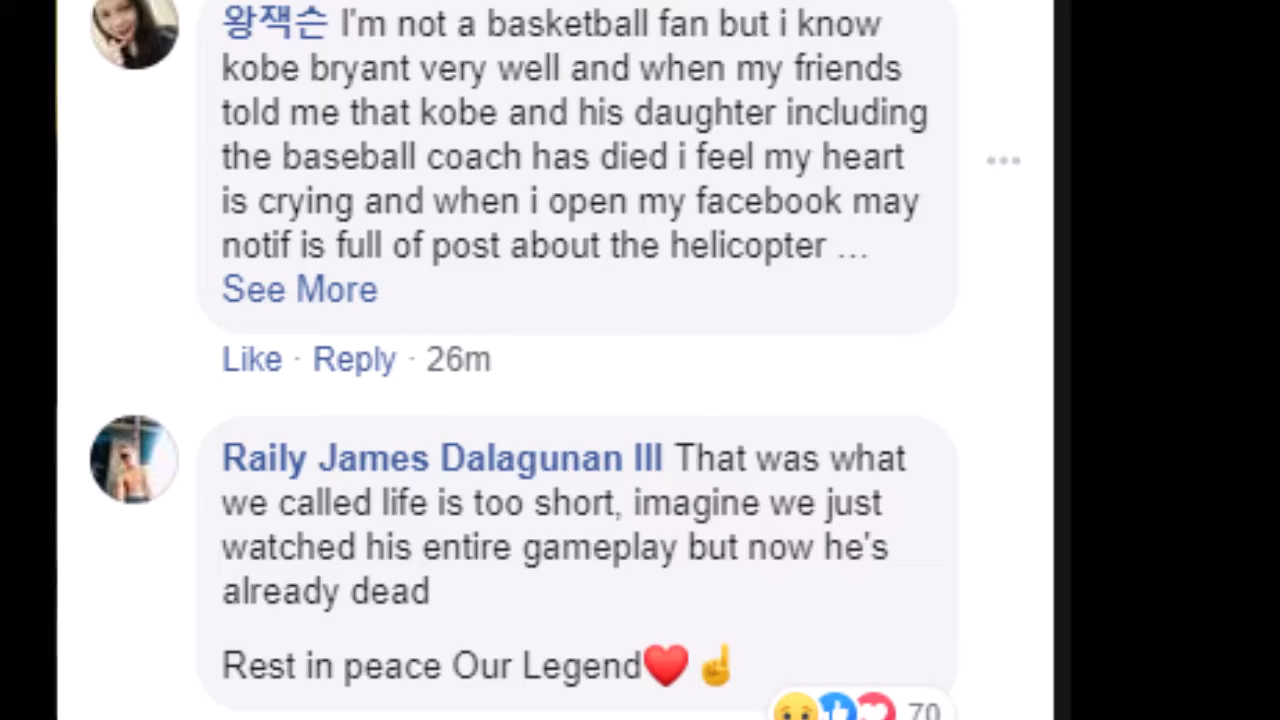 왕잭슨 I'm not a basketball fan but i know
kobe bryant very well and when my friends
told me that kobe and his daughter including
the baseball coach has died i feel my heart
is crying and when i open my facebook may
notif is full of post about the helicopter ...
See More
Like · Reply · 26m
Raily James Dalagunan III That was what
we called life is too short, imagine we just
watched his entire gameplay but now he's
already dead
Rest in peace Our Legend❤️☝️
70